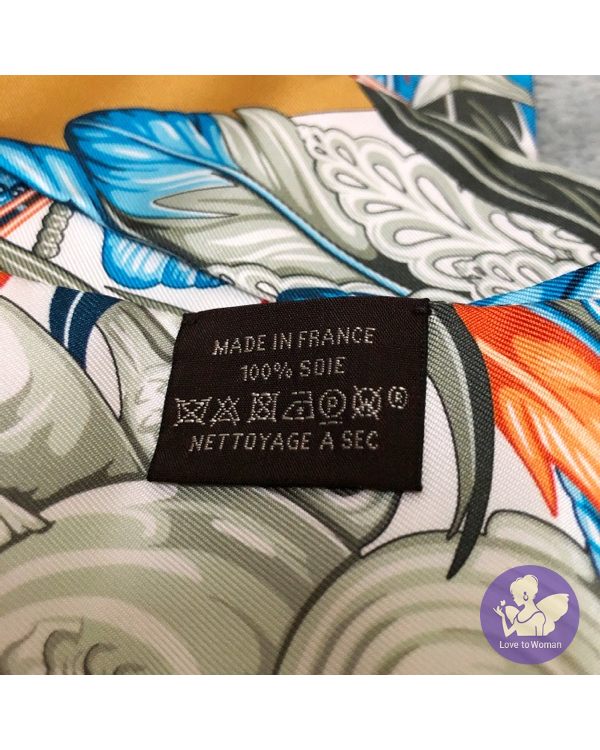 MADE IN FRANCE
100% SOIE
®
NETTOYAGE A SEC
Love to Woman